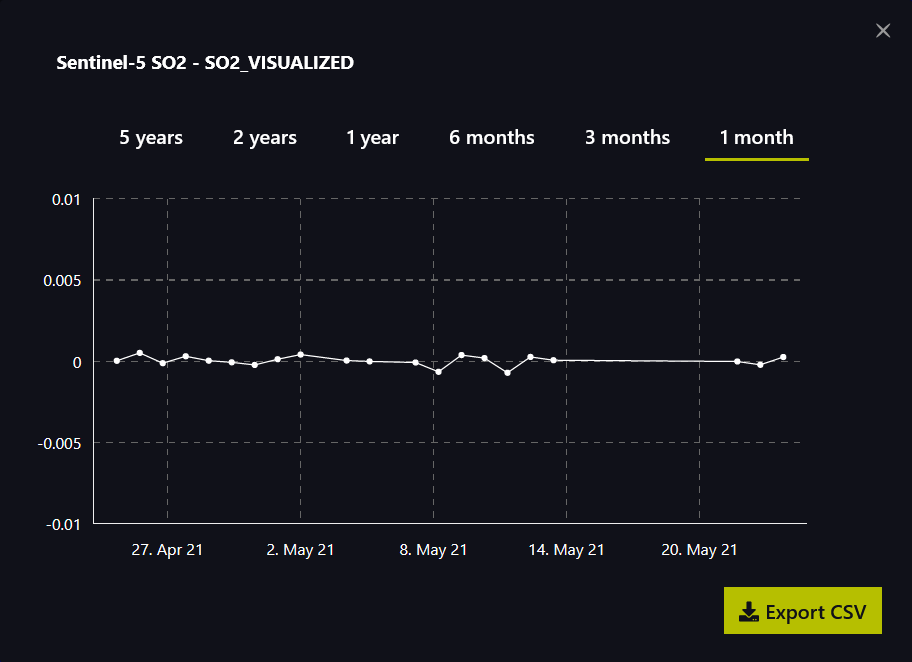 Sentinel-5 SO2 - SO2_VISUALIZED
5 years 2 years 1 year 6 months 3 months 1 month
0.01
0.005
0
-0.005
-0.01
27. Apr 21 2. May 21 8. May 21 14. May 21 20. May 21
Export CSV